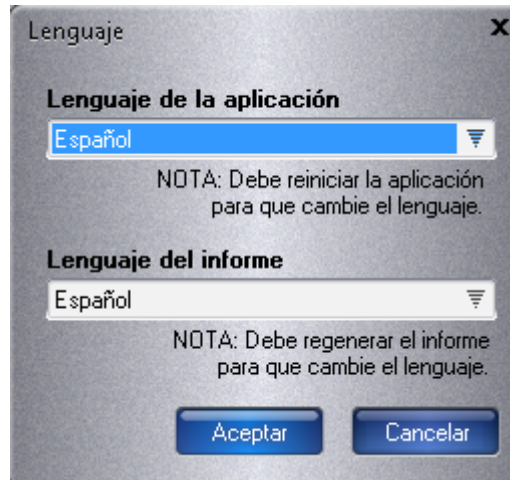 Lenguaje
x
Lenguaje de la aplicación
Español
NOTA: Debe reiniciar la aplicación
para que cambie el lenguaje.
Lenguaje del informe
Español
NOTA: Debe regenerar el informe
para que cambie el lenguaje.
Aceptar Cancelar